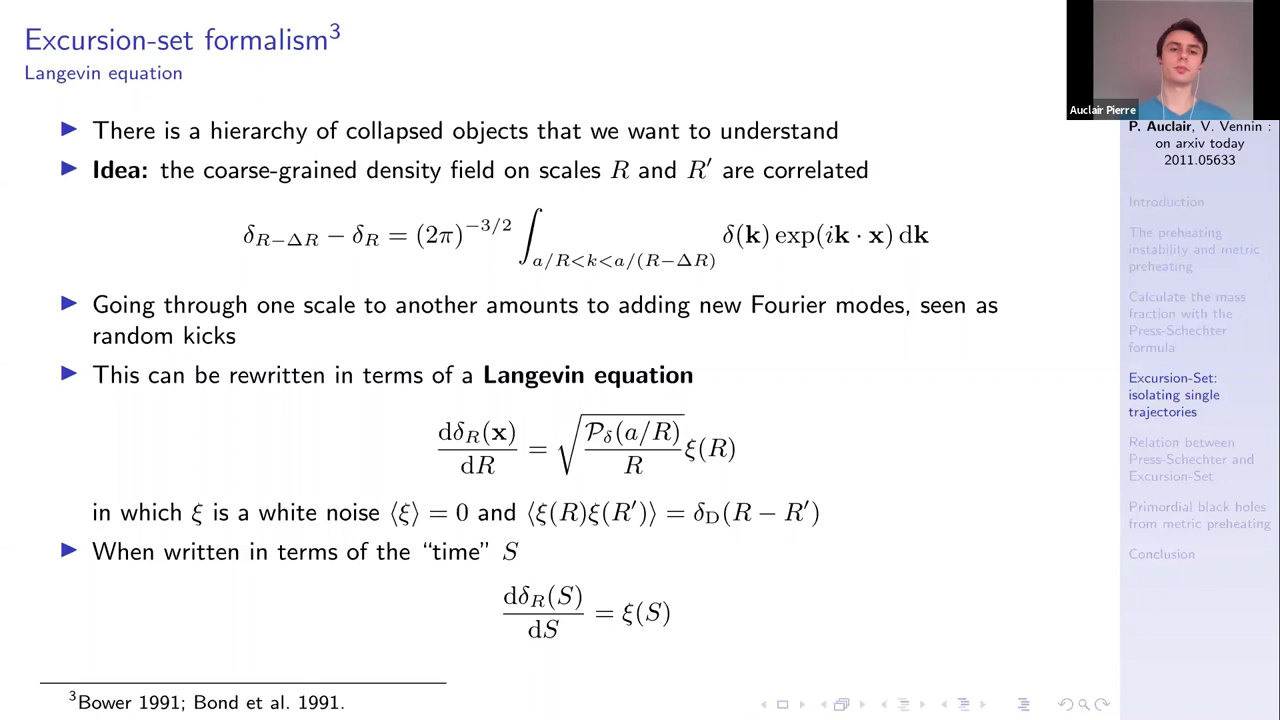 Excursion-set formalism³
Langevin equation
▶ There is a hierarchy of collapsed objects that we want to understand
▶ Idea: the coarse-grained density field on scales R and R′ are correlated
δ_{R−ΔR} − δ_R = (2π)^{−3/2} ∫_{a/R<k<a/(R−ΔR)} δ(k) exp(ik · x) dk
▶ Going through one scale to another amounts to adding new Fourier modes, seen as
random kicks
▶ This can be rewritten in terms of a Langevin equation
dδ_R(x)/dR = √(𝒫_δ(a/R)/R) ξ(R)
in which ξ is a white noise ⟨ξ⟩ = 0 and ⟨ξ(R)ξ(R′)⟩ = δ_D(R − R′)
▶ When written in terms of the “time” S
dδ_R(S)/dS = ξ(S)
³Bower 1991; Bond et al. 1991.
Auclair Pierre
P. Auclair, V. Vennin :
on arxiv today
2011.05633
Introduction
The preheating
instability and metric
preheating
Calculate the mass
fraction with the
Press-Schechter
formula
Excursion-Set:
isolating single
trajectories
Relation between
Press-Schechter and
Excursion-Set
Primordial black holes
from metric preheating
Conclusion